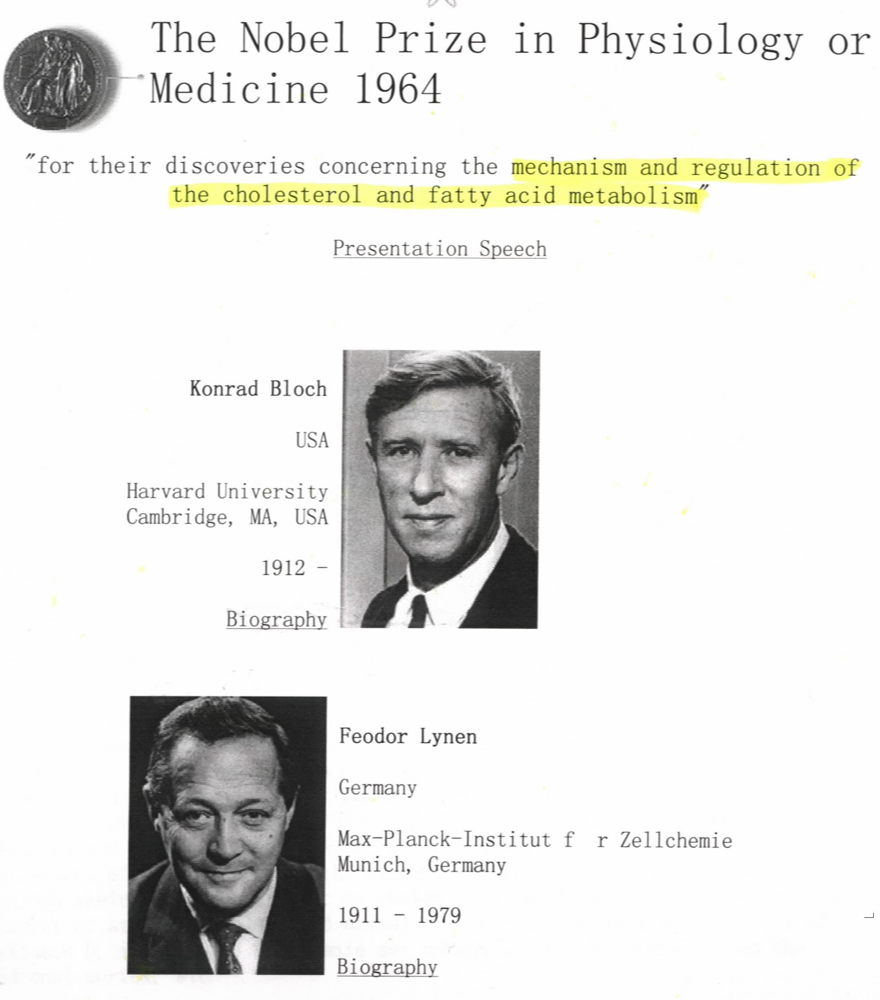 The Nobel Prize in Physiology or
Medicine 1964
"for their discoveries concerning the mechanism and regulation of
the cholesterol and fatty acid metabolism"
Presentation Speech
Konrad Bloch
USA
Harvard University
Cambridge, MA, USA
1912 -
Biography
Feodor Lynen
Germany
Max-Planck-Institut f r Zellchemie
Munich, Germany
1911 - 1979
Biography